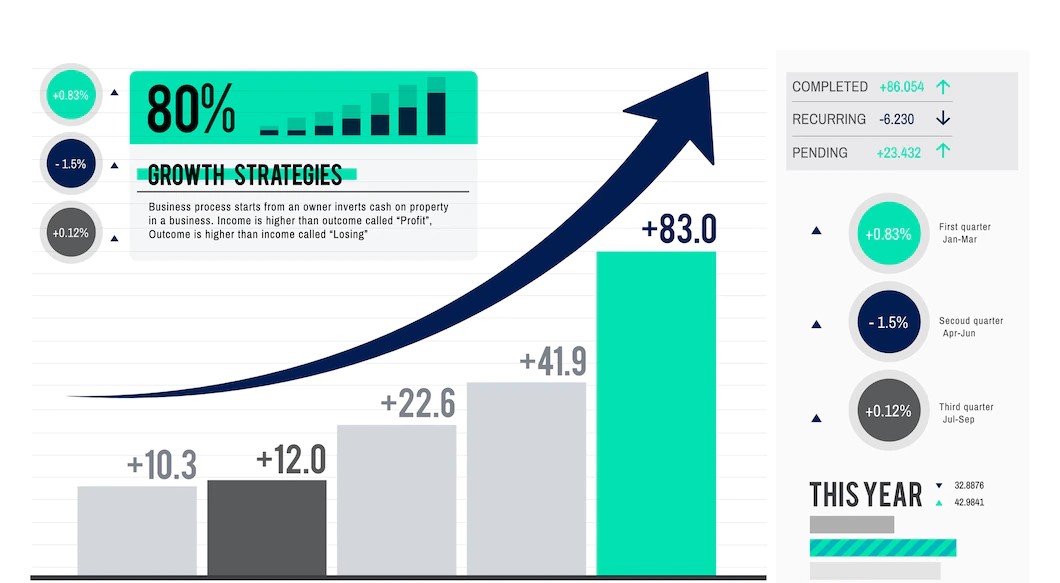 +0.83%
- 1.5%
+0.12%
80%
GROWTH STRATEGIES
Business process starts from an owner inverts cash on property
in a business. Income is higher than outcome called “Profit”,
Outcome is higher than income called “Losing”
+10.3
+12.0
+22.6
+41.9
+83.0
COMPLETED +86.054
RECURRING -6.230
PENDING +23.432
+0.83%
First quarter
Jan-Mar
- 1.5%
Secoud quarter
Apr-Jun
+0.12%
Third quarter
Jul-Sep
THIS YEAR
32.8876
42.9841